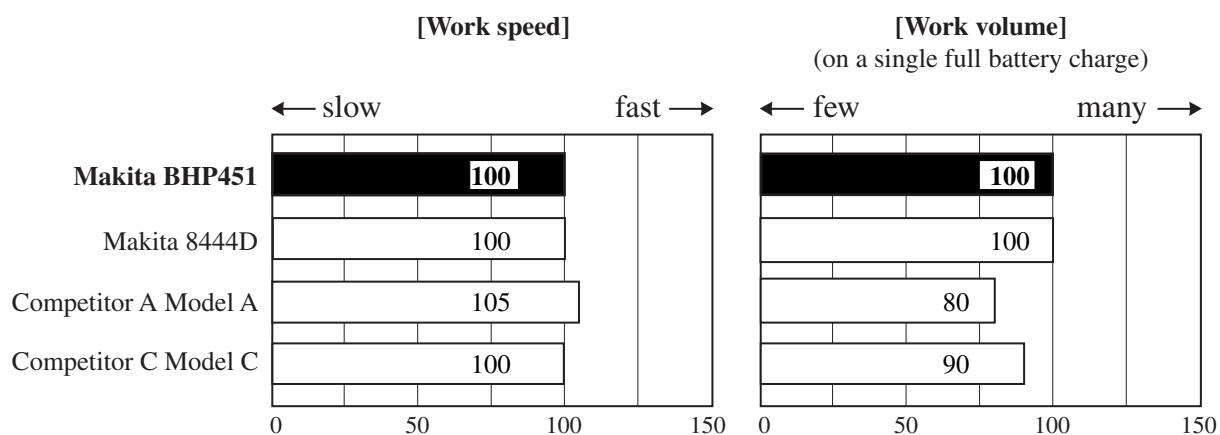 [Work speed]
[Work volume]
(on a single full battery charge)
slow fast
few many
Makita BHP451 100 100
Makita 8444D 100 100
Competitor A Model A 105 80
Competitor C Model C 100 90
0 50 100 150
0 50 100 150